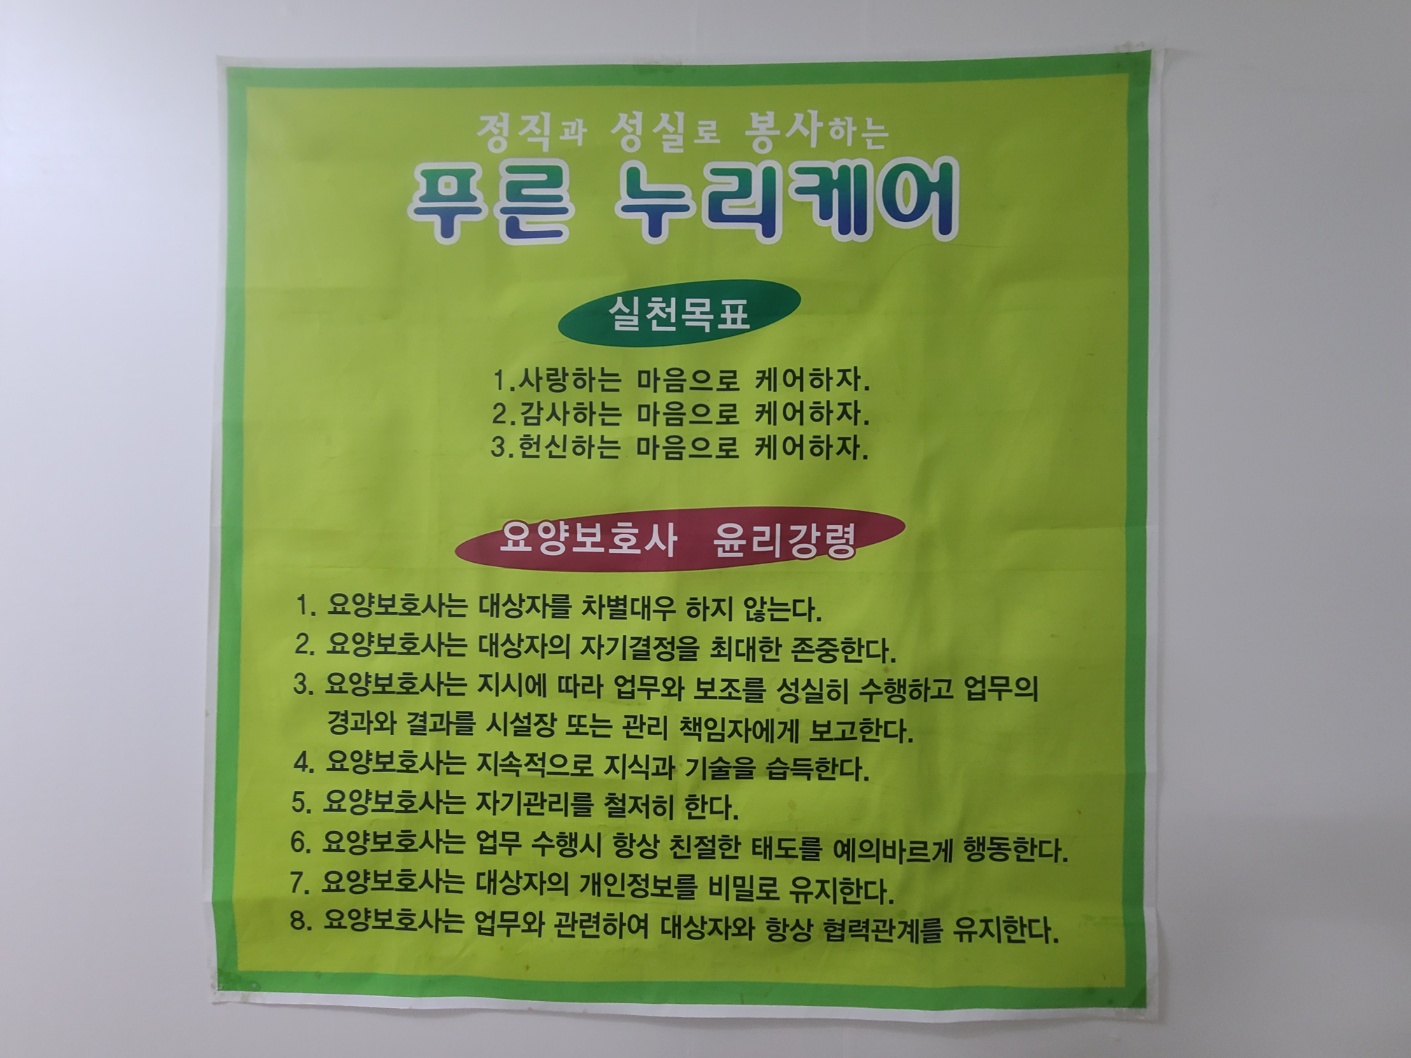 정직과 성실로 봉사하는
푸른 누리케어
실천목표
1.사랑하는 마음으로 케어하자.
2.감사하는 마음으로 케어하자.
3.헌신하는 마음으로 케어하자.
요양보호사 윤리강령
1. 요양보호사는 대상자를 차별대우 하지 않는다.
2. 요양보호사는 대상자의 자기결정을 최대한 존중한다.
3. 요양보호사는 지시에 따라 업무와 보조를 성실히 수행하고 업무의
경과와 결과를 시설장 또는 관리 책임자에게 보고한다.
4. 요양보호사는 지속적으로 지식과 기술을 습득한다.
5. 요양보호사는 자기관리를 철저히 한다.
6. 요양보호사는 업무 수행시 항상 친절한 태도를 예의바르게 행동한다.
7. 요양보호사는 대상자의 개인정보를 비밀로 유지한다.
8. 요양보호사는 업무와 관련하여 대상자와 항상 협력관계를 유지한다.